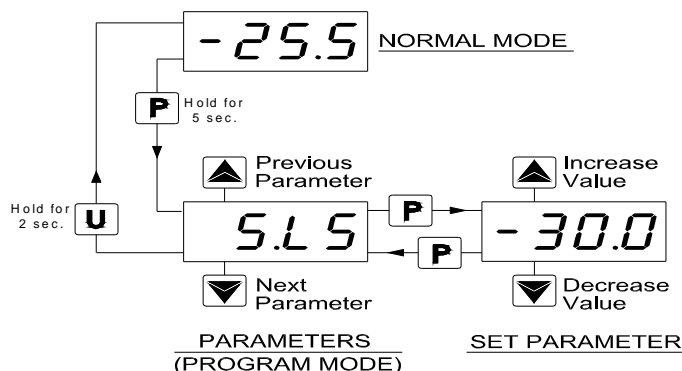 -25.5
NORMAL MODE
P
Hold for
5 sec.
Previous
Parameter
Increase
Value
Hold for
2 sec.
U
S.LS
P
P
-30.0
Next
Parameter
Decrease
Value
PARAMETERS
(PROGRAM MODE)
SET PARAMETER